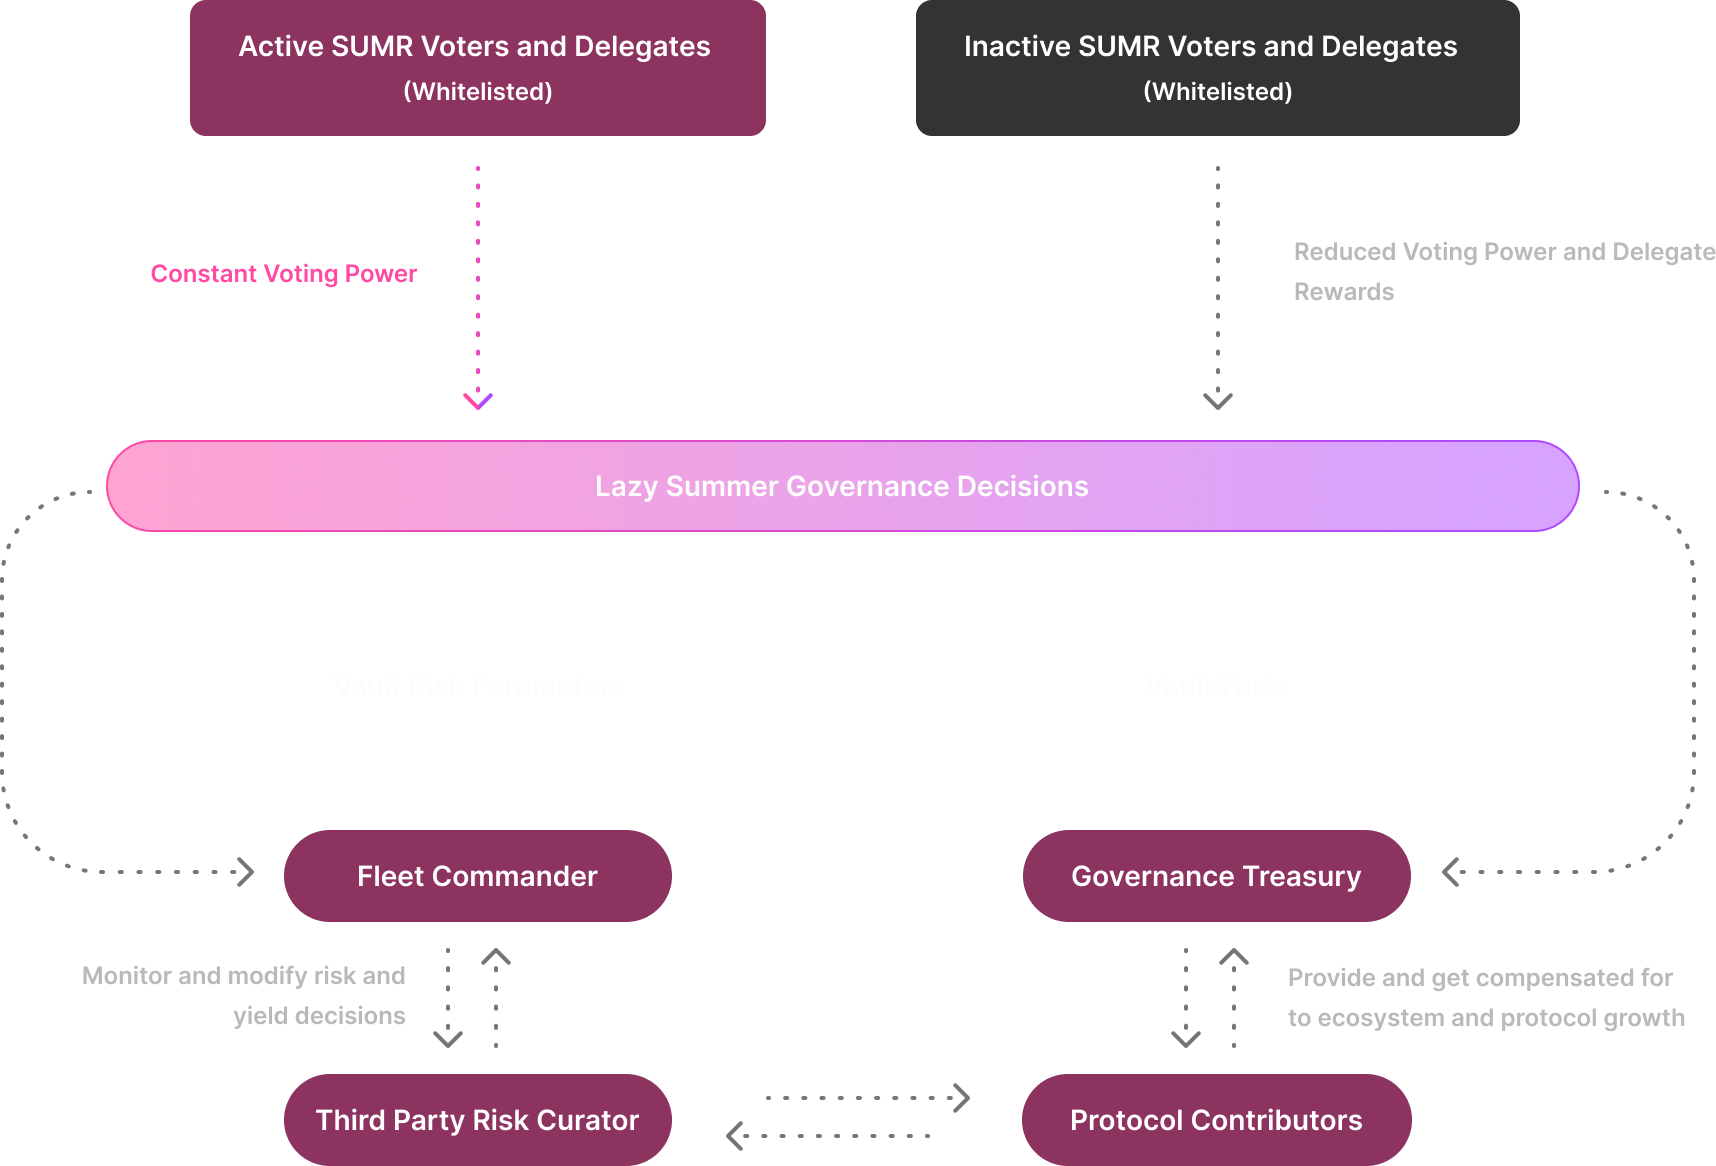 Active SUMR Voters and Delegates
(Whitelisted)
Inactive SUMR Voters and Delegates
(Whitelisted)
Constant Voting Power
Reduced Voting Power and Delegate
Rewards
Lazy Summer Governance Decisions
Vault Risk Paremeters
Vault Fee's
Fleet Commander
Governance Treasury
Monitor and modify risk and
yield decisions
Provide and get compensated for
to ecosystem and protocol growth
Third Party Risk Curator
Protocol Contributors